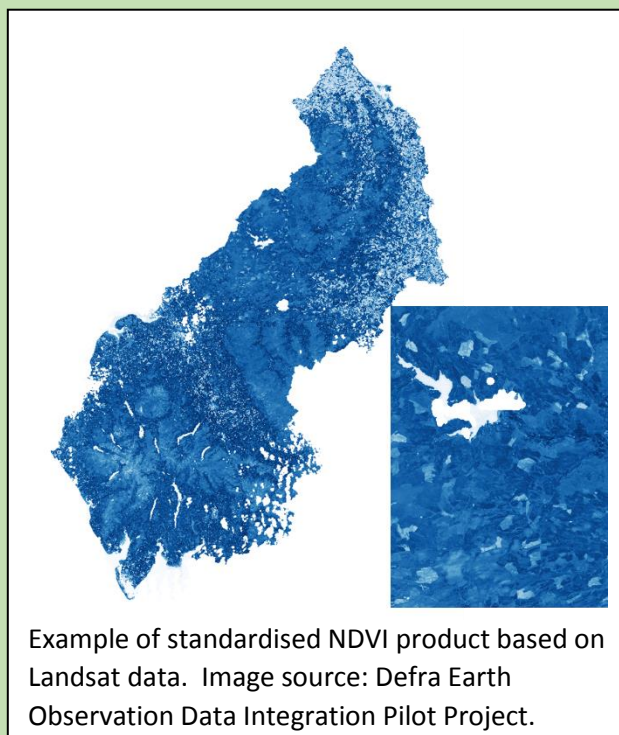 Example of standardised NDVI product based on
Landsat data.  Image source: Defra Earth
Observation Data Integration Pilot Project.